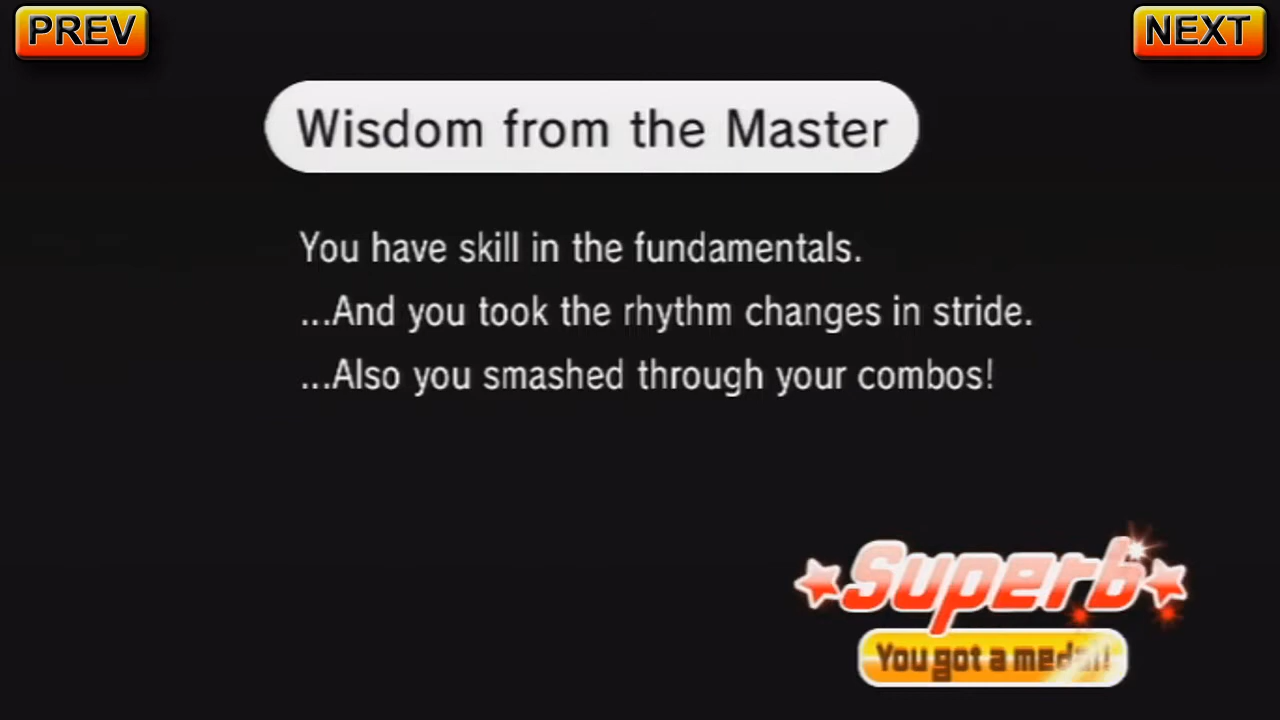 PREV
NEXT
Wisdom from the Master
You have skill in the fundamentals.
...And you took the rhythm changes in stride.
...Also you smashed through your combos!
Superb
You got a medal!